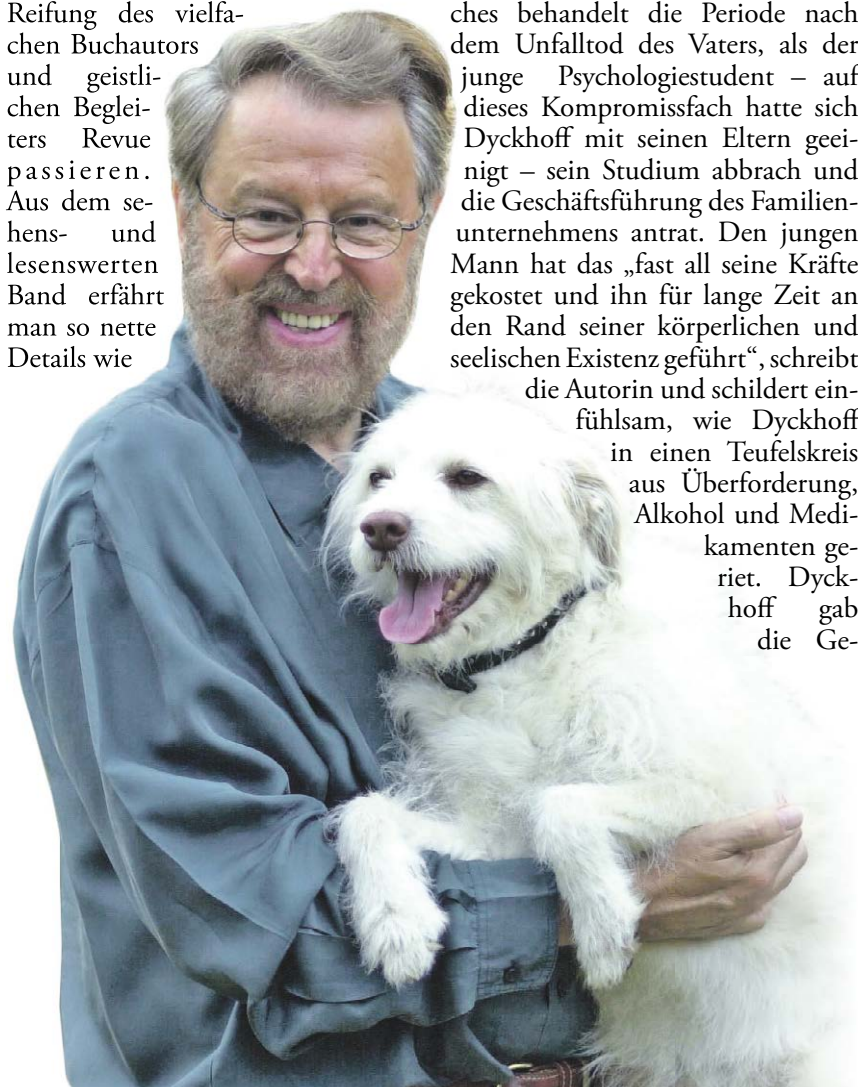 Reifung des vielfa-
chen Buchautors
und geistli-
chen Beglei-
ters Revue
passieren.
Aus dem se-
hens- und
lesenswerten
Band erfährt
man so nette
Details wie
ches behandelt die Periode nach
dem Unfalltod des Vaters, als der
junge Psychologiestudent – auf
dieses Kompromissfach hatte sich
Dyckhoff mit seinen Eltern geei-
nigt – sein Studium abbrach und
die Geschäftsführung des Familien-
unternehmens antrat. Den jungen
Mann hat das „fast all seine Kräfte
gekostet und ihn für lange Zeit an
den Rand seiner körperlichen und
seelischen Existenz geführt“, schreibt
die Autorin und schildert ein-
fühlsam, wie Dyckhoff
in einen Teufelskreis
aus Überforderung,
Alkohol und Medi-
kamenten ge-
riet. Dyck-
hoff gab
die Ge-